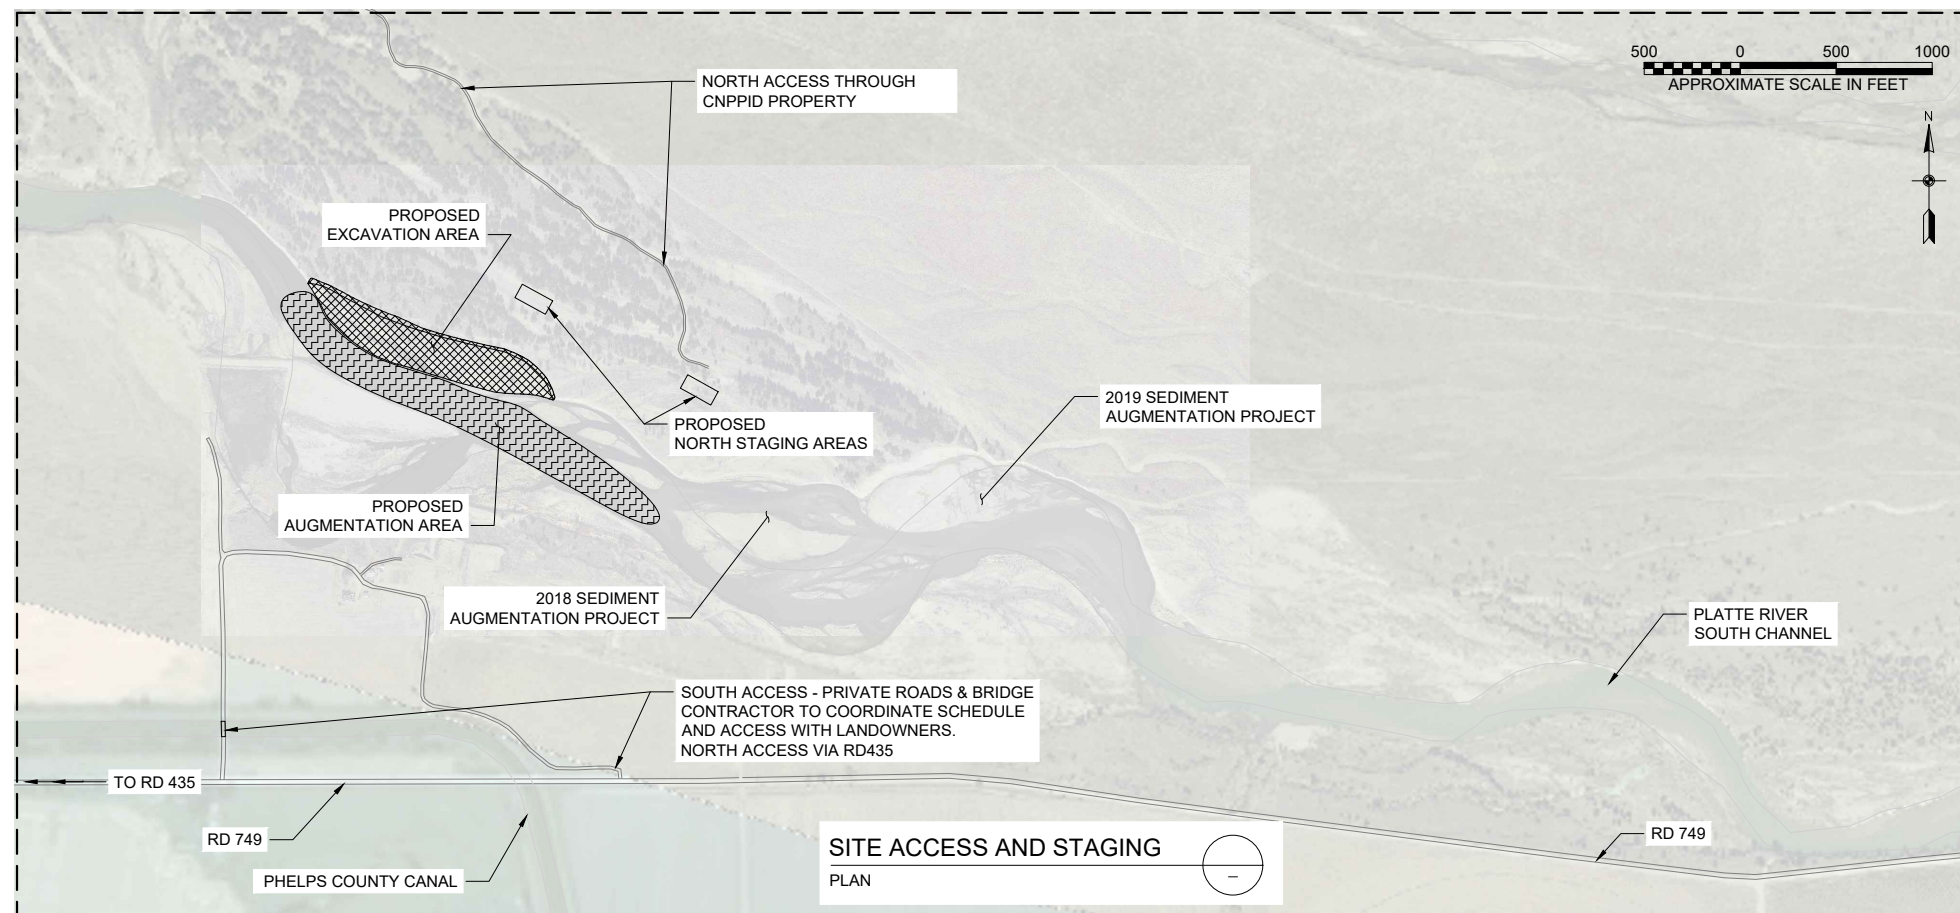 500 0 500 1000
APPROXIMATE SCALE IN FEET
N
NORTH ACCESS THROUGH
CNPPID PROPERTY
PROPOSED
EXCAVATION AREA
PROPOSED
NORTH STAGING AREAS
2019 SEDIMENT
AUGMENTATION PROJECT
PROPOSED
AUGMENTATION AREA
2018 SEDIMENT
AUGMENTATION PROJECT
PLATTE RIVER
SOUTH CHANNEL
SOUTH ACCESS - PRIVATE ROADS & BRIDGE
CONTRACTOR TO COORDINATE SCHEDULE
AND ACCESS WITH LANDOWNERS.
NORTH ACCESS VIA RD435
TO RD 435
RD 749
RD 749
PHELPS COUNTY CANAL
SITE ACCESS AND STAGING
PLAN
–